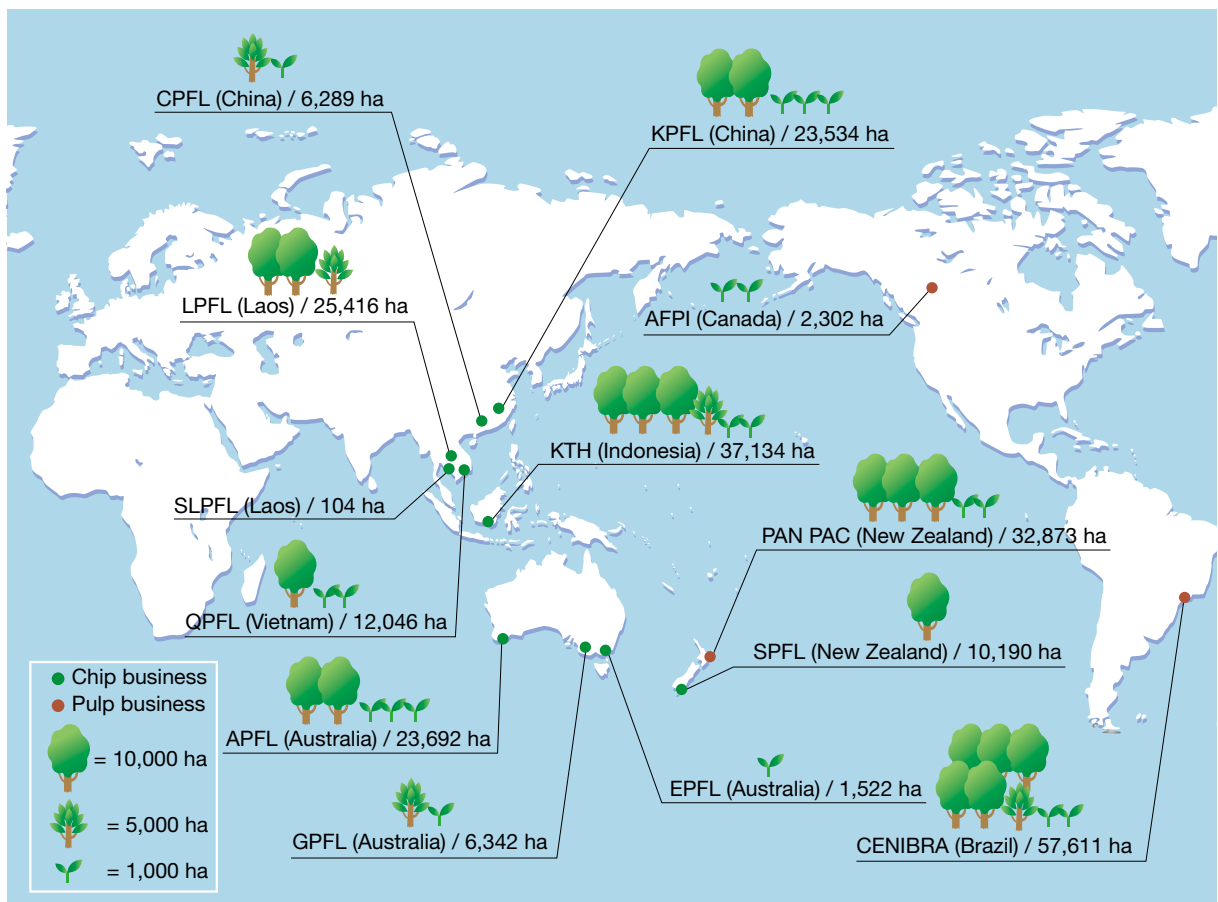 CPFL (China) / 6,289 ha
KPFL (China) / 23,534 ha
LPFL (Laos) / 25,416 ha
AFPI (Canada) / 2,302 ha
KTH (Indonesia) / 37,134 ha
SLPFL (Laos) / 104 ha
PAN PAC (New Zealand) / 32,873 ha
QPFL (Vietnam) / 12,046 ha
SPFL (New Zealand) / 10,190 ha
APFL (Australia) / 23,692 ha
EPFL (Australia) / 1,522 ha
GPFL (Australia) / 6,342 ha
CENIBRA (Brazil) / 57,611 ha
Chip business
Pulp business
= 10,000 ha
= 5,000 ha
= 1,000 ha